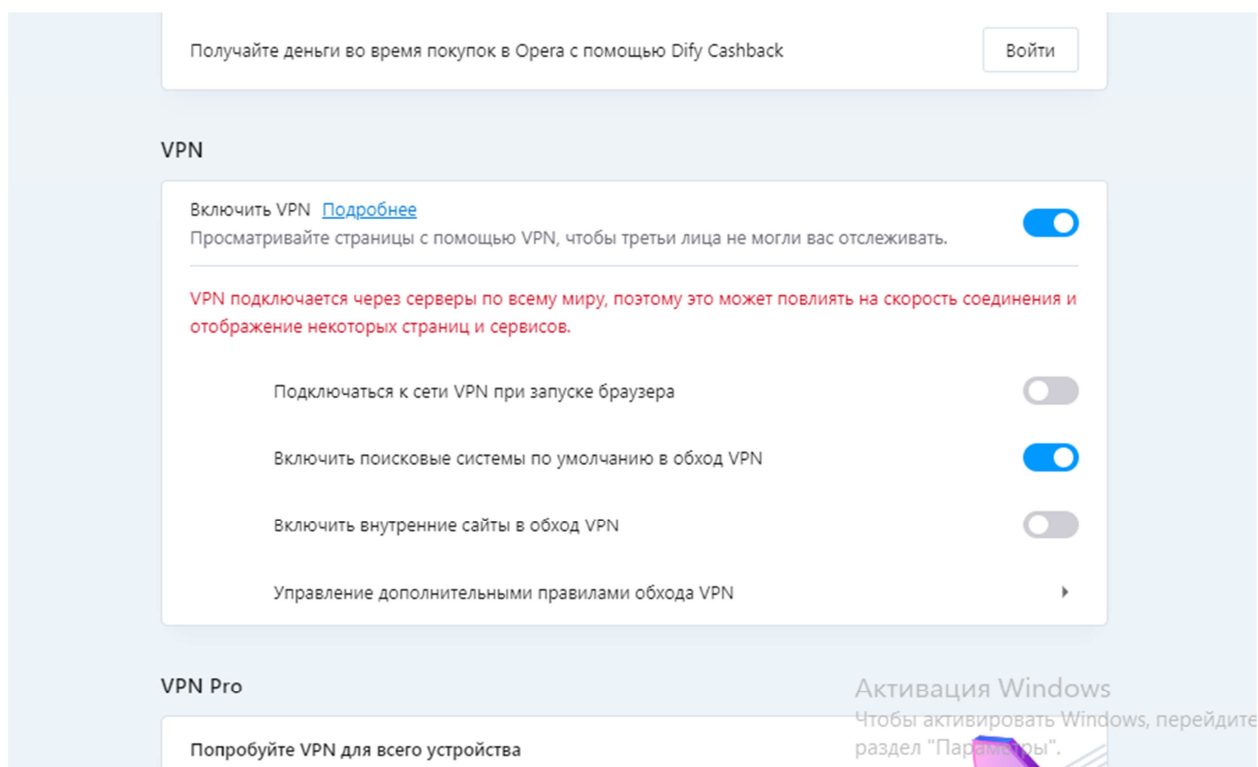 Получайте деньги во время покупок в Opera с помощью Dify Cashback
Войти
VPN
Включить VPN Подробнее
Просматривайте страницы с помощью VPN, чтобы третьи лица не могли вас отслеживать.
VPN подключается через серверы по всему миру, поэтому это может повлиять на скорость соединения и
отображение некоторых страниц и сервисов.
Подключаться к сети VPN при запуске браузера
Включить поисковые системы по умолчанию в обход VPN
Включить внутренние сайты в обход VPN
Управление дополнительными правилами обхода VPN
VPN Pro
Активация Windows
Чтобы активировать Windows, перейдите
раздел "Параметры".
Попробуйте VPN для всего устройства